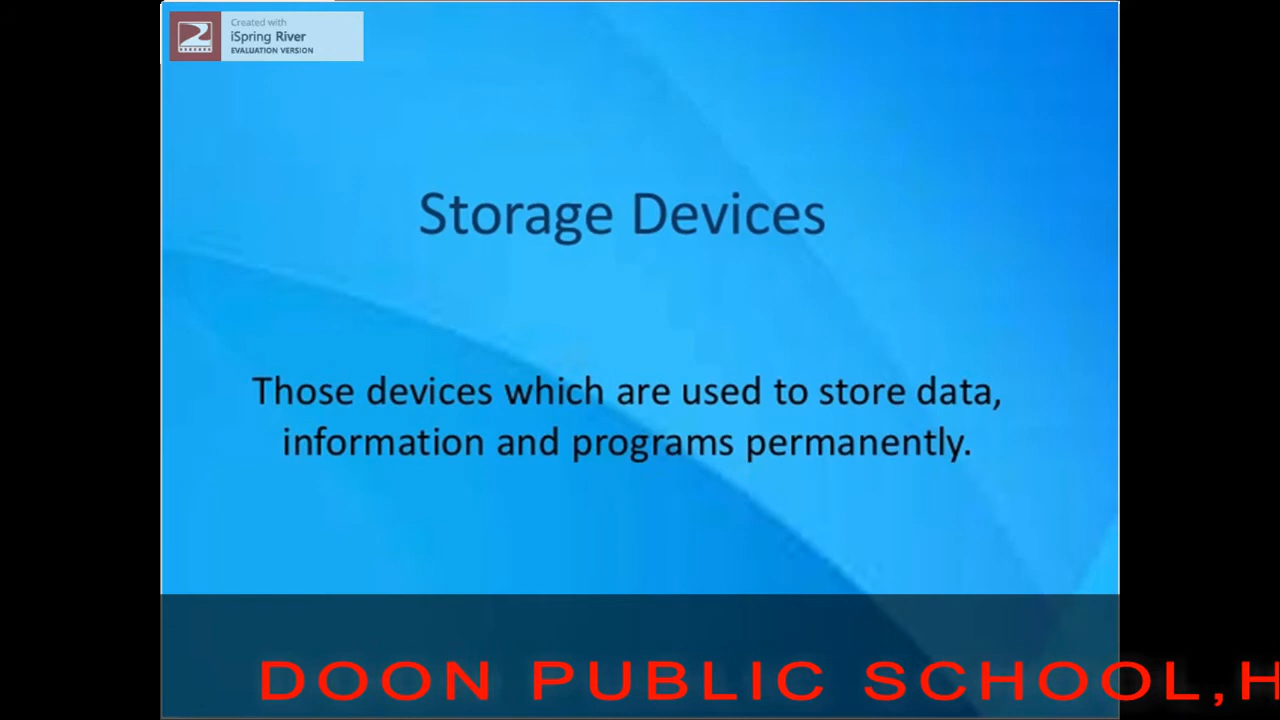 Created with
iSpring River
EVALUATION VERSION
Storage Devices
Those devices which are used to store data,
information and programs permanently.
DOON PUBLIC SCHOOL,H